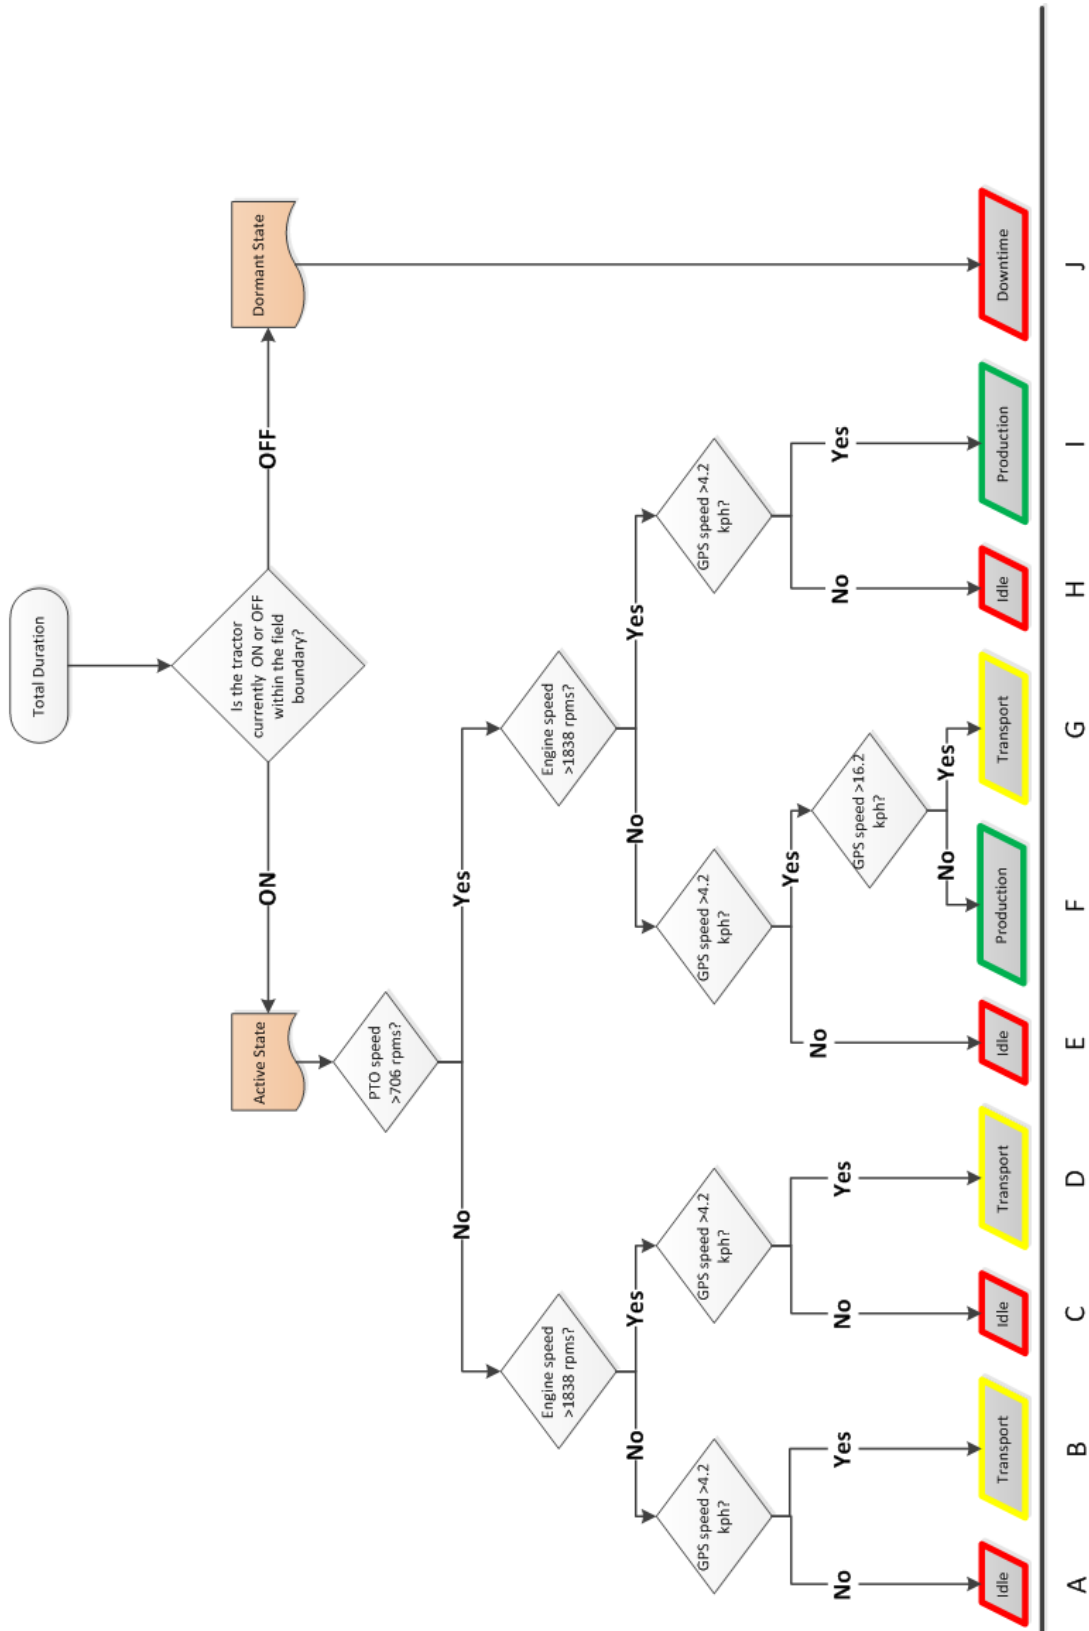 Total Duration
Is the tractor
currently ON or OFF
within the field
boundary?
ON
OFF
Active State
Dormant State
PTO speed
>706 rpms?
No
Yes
Engine speed
>1838 rpms?
Engine speed
>1838 rpms?
No
Yes
No
Yes
GPS speed >4.2
kph?
GPS speed >4.2
kph?
GPS speed >4.2
kph?
GPS speed >4.2
kph?
No
Yes
No
Yes
No
Yes
No
Yes
GPS speed >16.2
kph?
No
Yes
Idle
Transport
Idle
Transport
Idle
Production
Transport
Idle
Production
Downtime
A
B
C
D
E
F
G
H
I
J